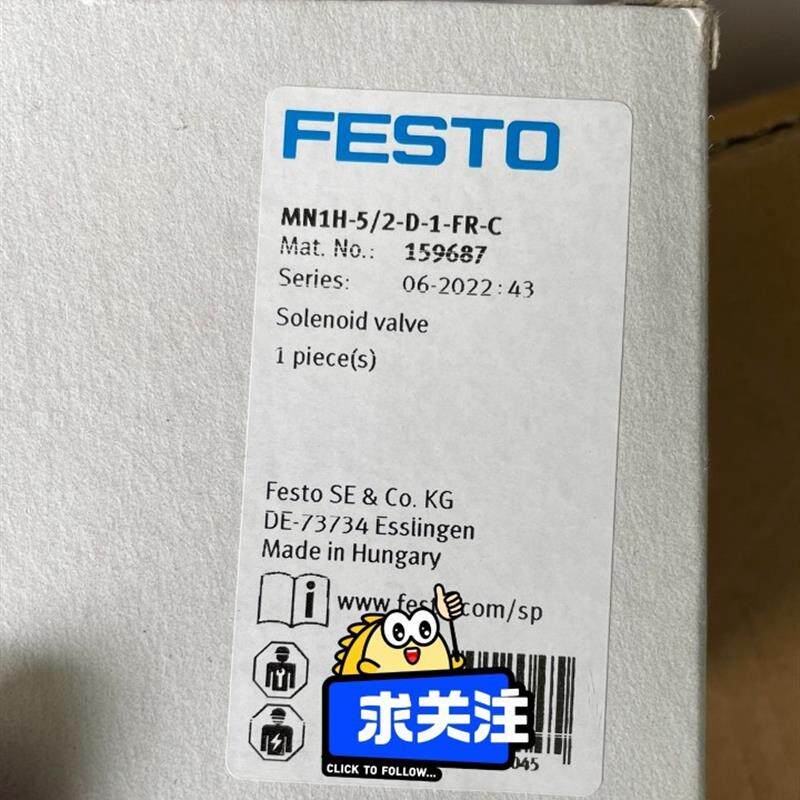 FESTO
MN1H-5/2-D-1-FR-C
Mat. No.: 159687
Series: 06-2022:43
Solenoid valve
1 piece(s)
Festo SE & Co. KG
DE-73734 Esslingen
Made in Hungary
i www.fest com/sp
求关注
045
CLICK TO FOLLOW...